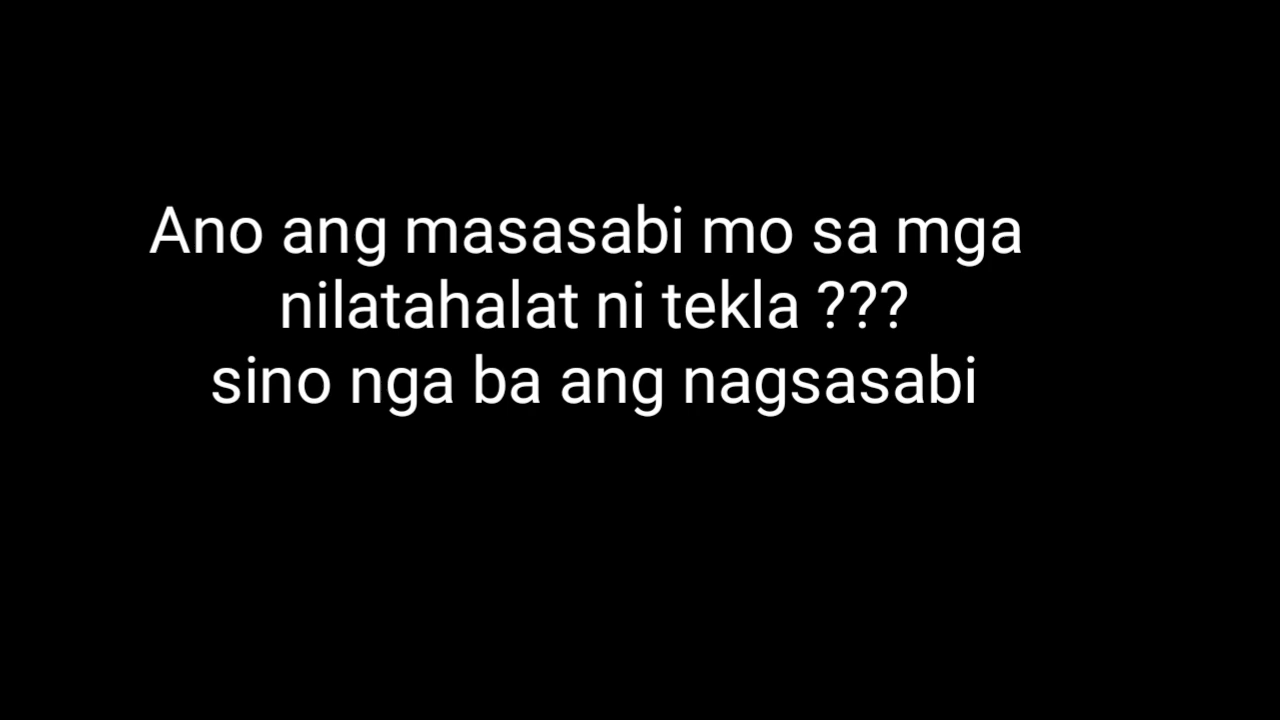 Ano ang masasabi mo sa mga
nilatahalat ni tekla ???
sino nga ba ang nagsasabi